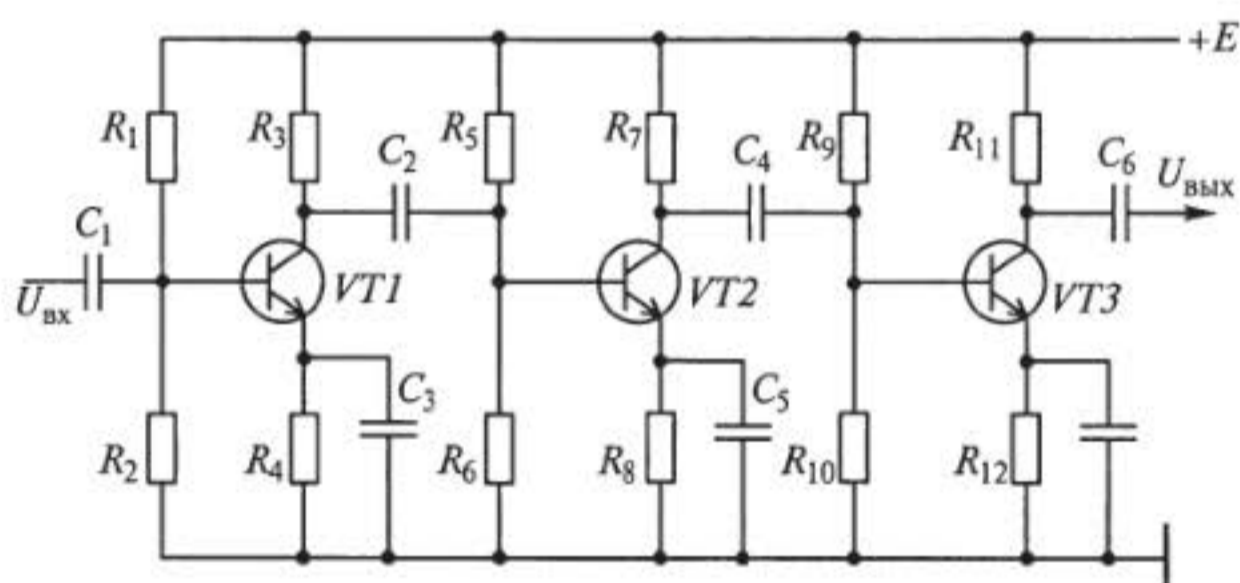 +E
R₁
R₃
R₅
R₇
R₉
R₁₁
C₂
C₄
C₆
Uвых
C₁
Uвх
VT1
VT2
VT3
C₃
C₅
R₂
R₄
R₆
R₈
R₁₀
R₁₂